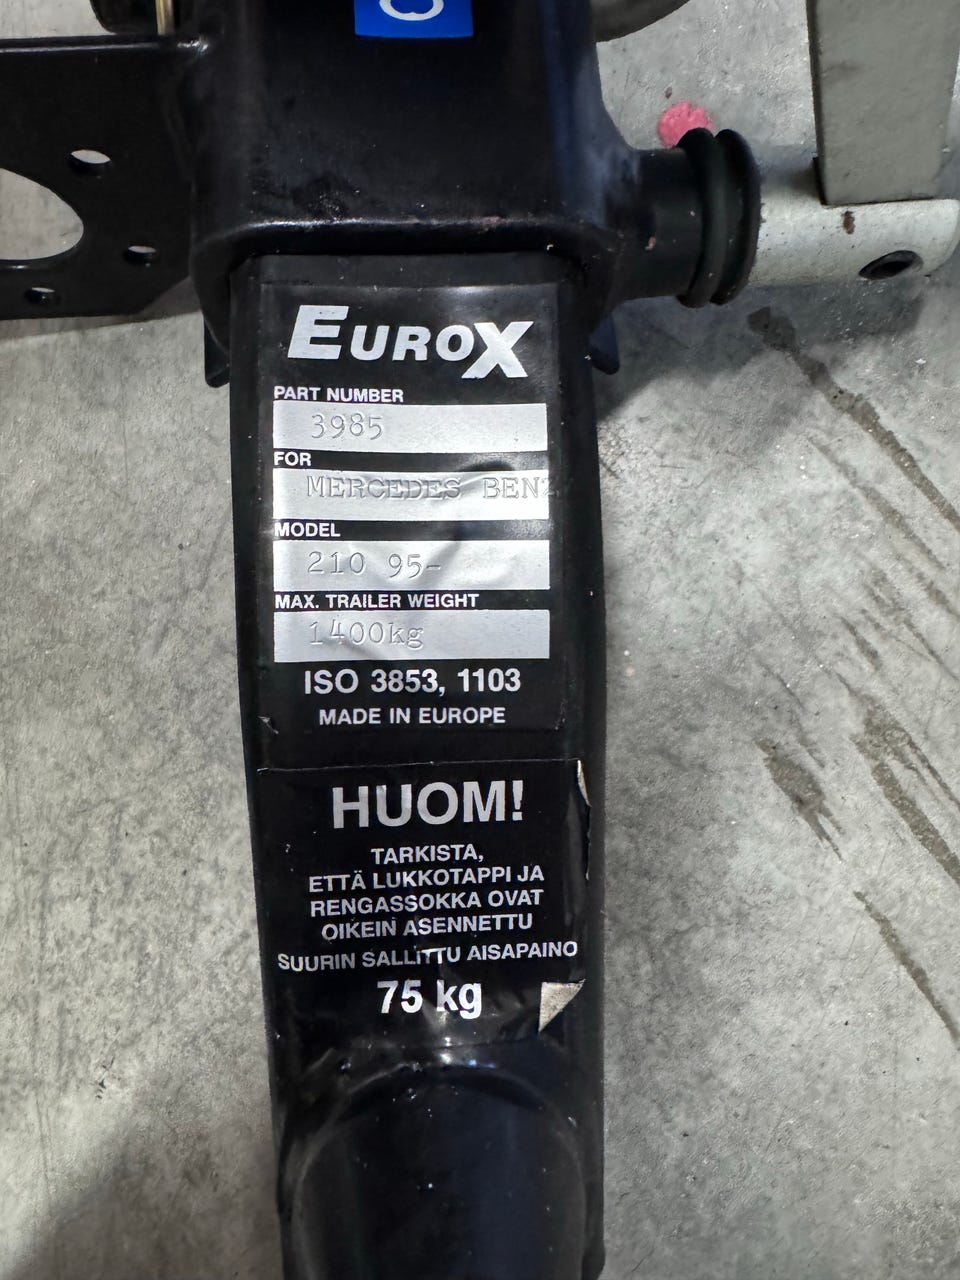 EUROX
PART NUMBER
3985
FOR
MERCEDES BENZ
MODEL
210 95-
MAX. TRAILER WEIGHT
1400kg
ISO 3853, 1103
MADE IN EUROPE
HUOM!
TARKISTA,
ETTÄ LUKKOTAPPI JA
RENGASSOKKA OVAT
OIKEIN ASENNETTU
SUURIN SALLITTU AISAPAINO
75 kg